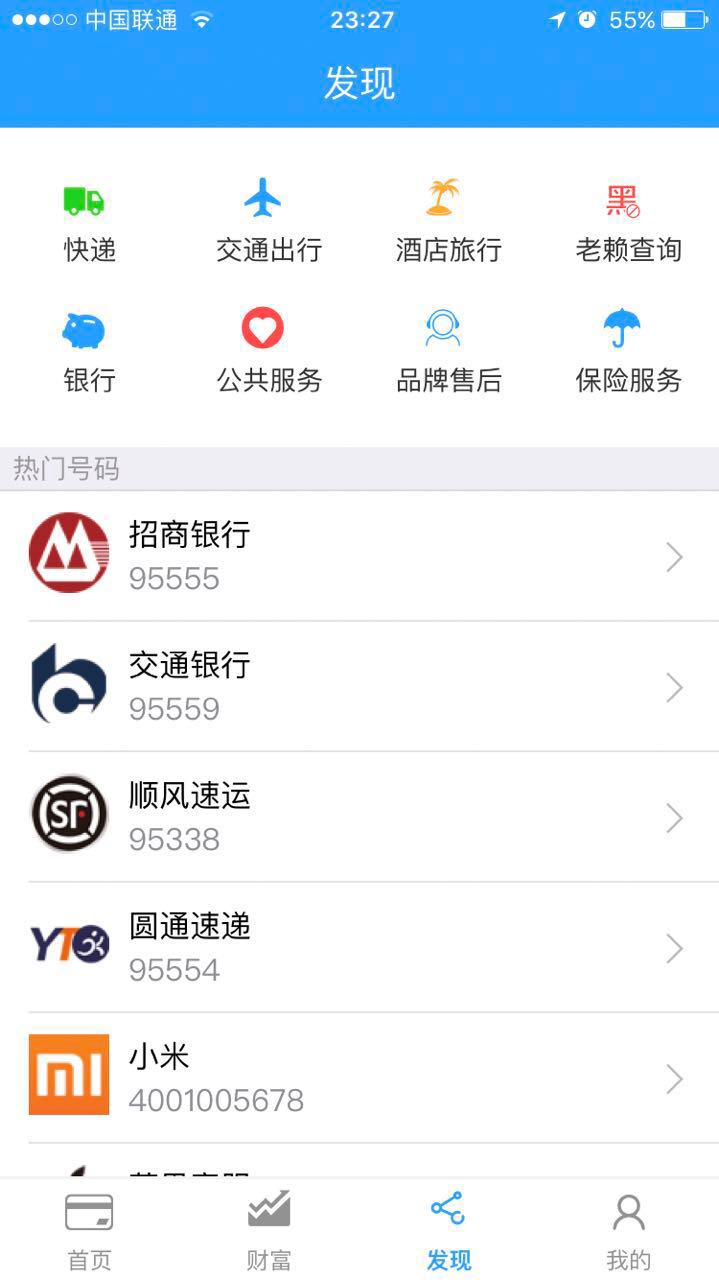 中国联通 23:27 55%
发现
黑
快递 交通出行 酒店旅行 老赖查询
银行 公共服务 品牌售后 保险服务
热门号码
招商银行
95555
交通银行
95559
SF
顺风速运
95338
YTO
圆通速递
95554
mi
小米
4001005678
首页 财富 发现 我的